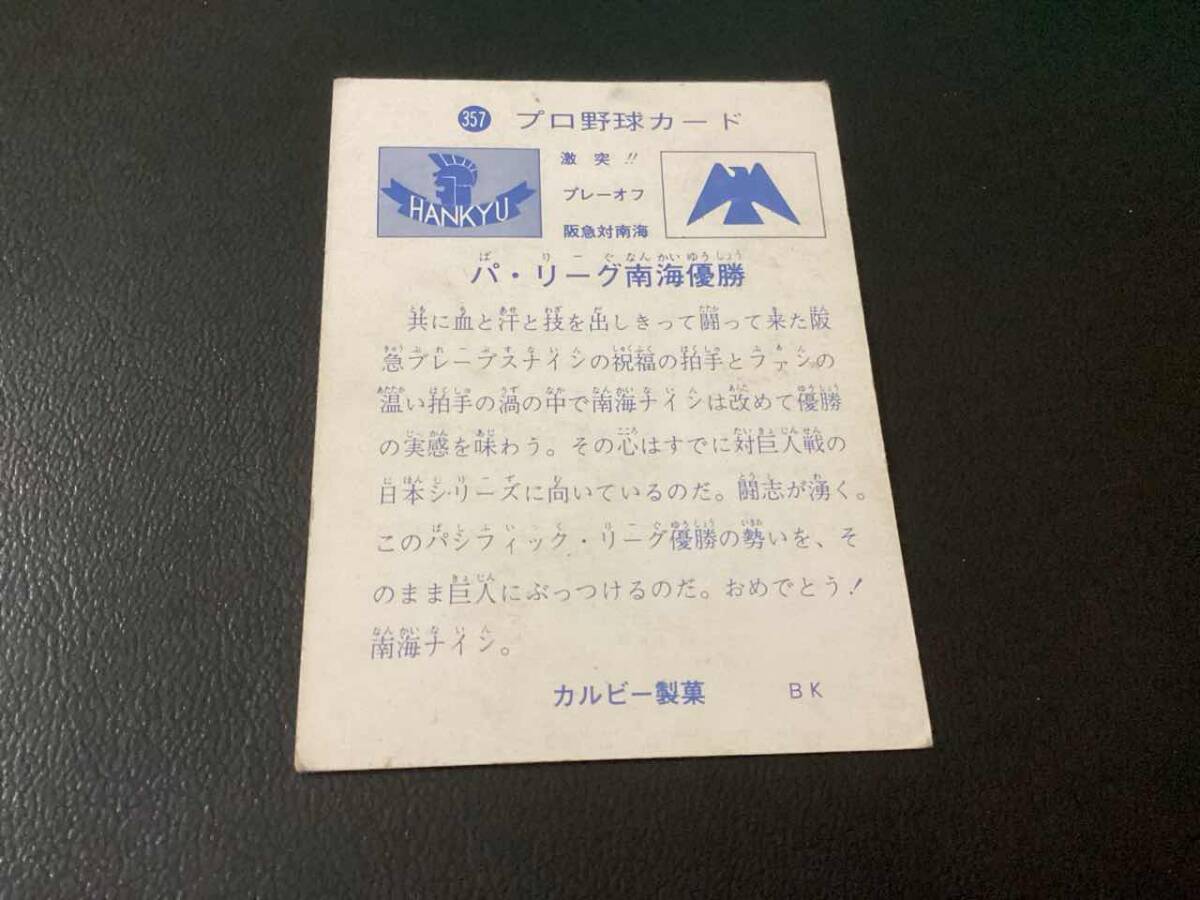 357 プロ野球カード
HANKYU
激突!!
プレーオフ
阪急対南海
パ・リーグ南海優勝
共に血と汗と技を出しきって闘って来た阪
急ブレーブスナインの祝福の拍手とファンの
温い拍手の渦の中で南海ナインは改めて優勝
の実感を味わう。その心はすでに対巨人戦の
日本シリーズに向いているのだ。闘志が湧く。
このパシフィック・リーグ優勝の勢いを、そ
のまま巨人にぶっつけるのだ。おめでとう!
南海ナイン。
カルビー製菓 BK